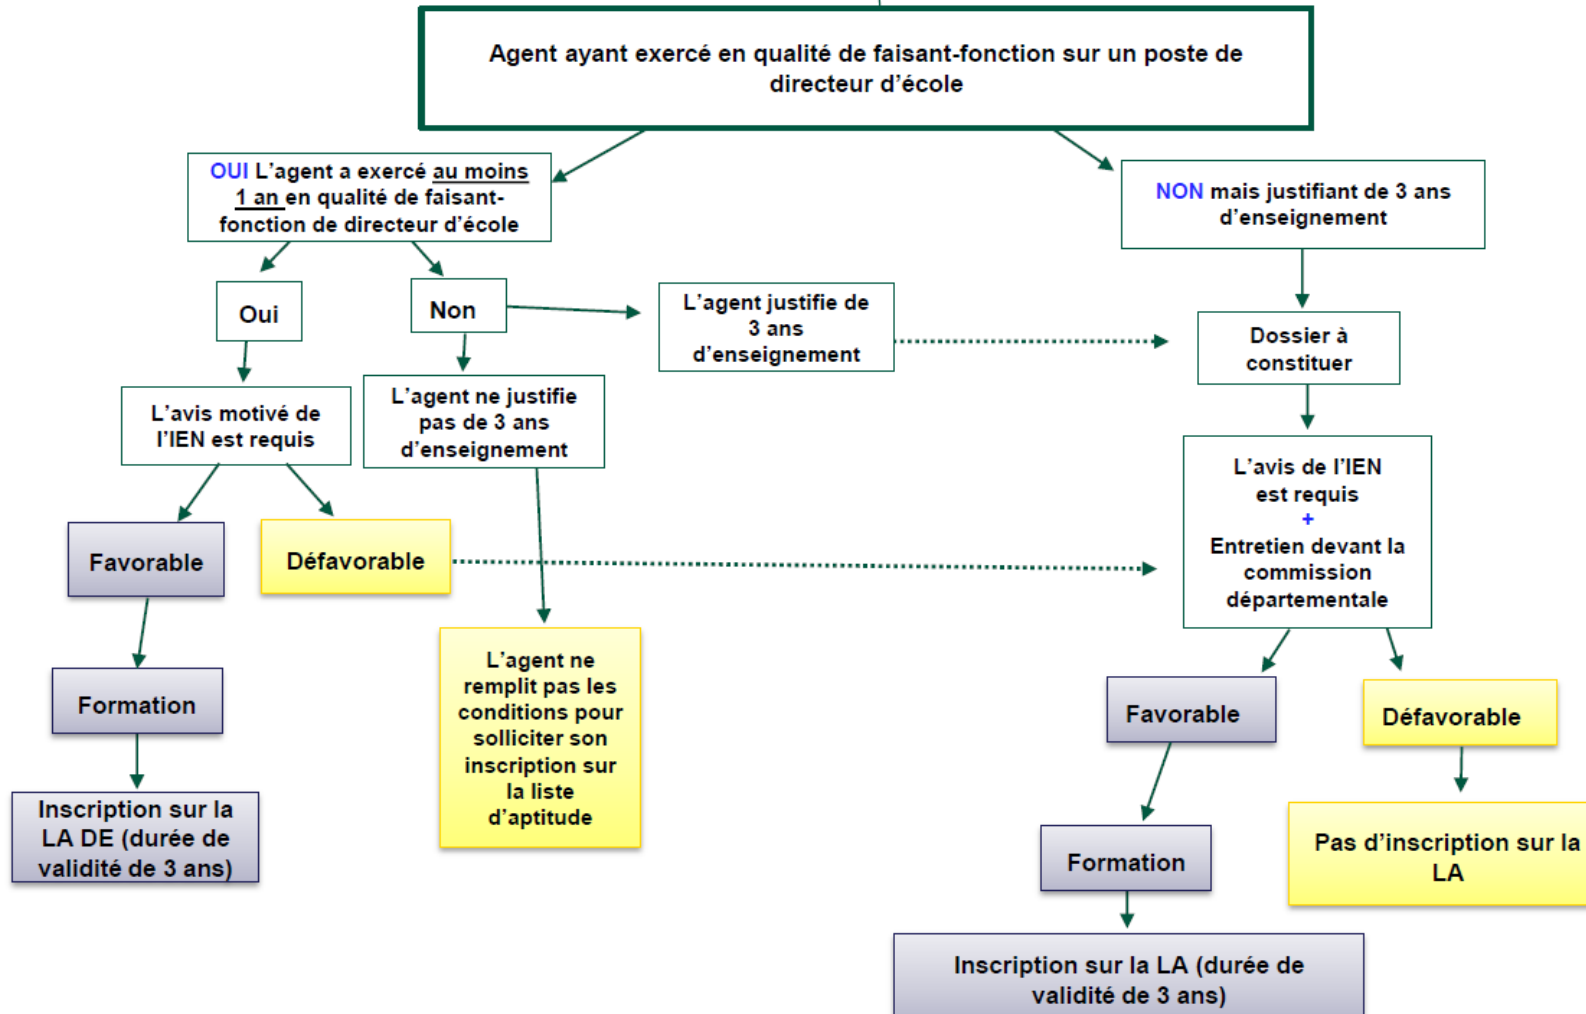 Agent ayant exercé en qualité de faisant-fonction sur un poste de
directeur d'école
OUI L'agent a exercé au moins
1 an en qualité de faisant-
fonction de directeur d'école
NON mais justifiant de 3 ans
d'enseignement
Oui
Non
L'agent justifie de
3 ans
d'enseignement
Dossier à
constituer
L'avis motivé de
l'IEN est requis
L'agent ne justifie
pas de 3 ans
d'enseignement
L'avis de l'IEN
est requis
+
Entretien devant la
commission
départementale
Favorable
Défavorable
Formation
L'agent ne
remplit pas les
conditions pour
solliciter son
inscription sur
la liste
d'aptitude
Favorable
Défavorable
Inscription sur la
LA DE (durée de
validité de 3 ans)
Formation
Pas d'inscription sur la
LA
Inscription sur la LA (durée de
validité de 3 ans)